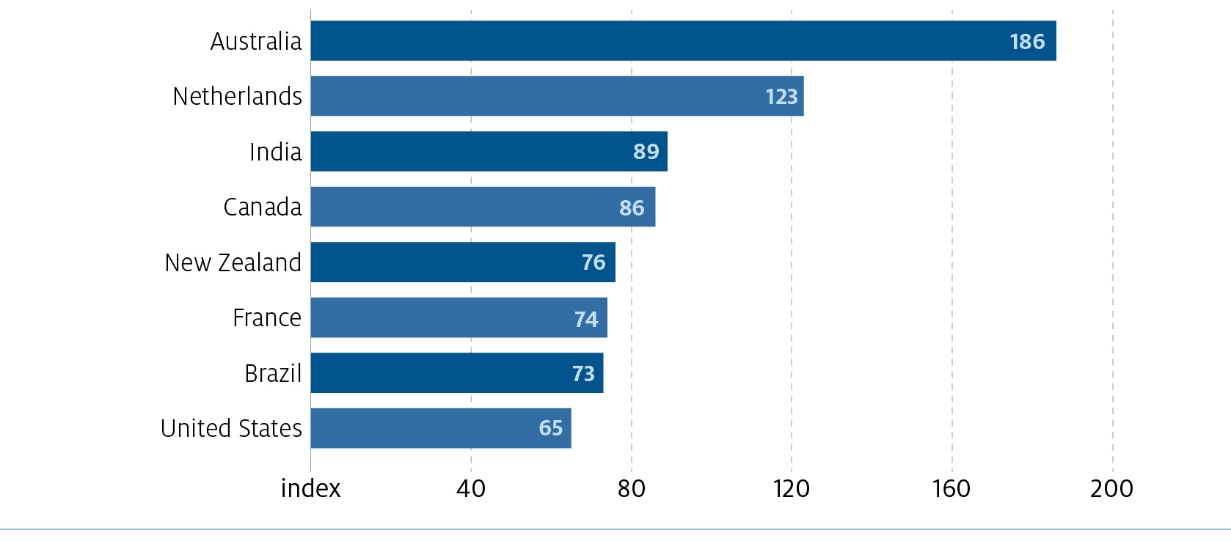 Australia 186
Netherlands 123
India 89
Canada 86
New Zealand 76
France 74
Brazil 73
United States 65
index 40 80 120 160 200